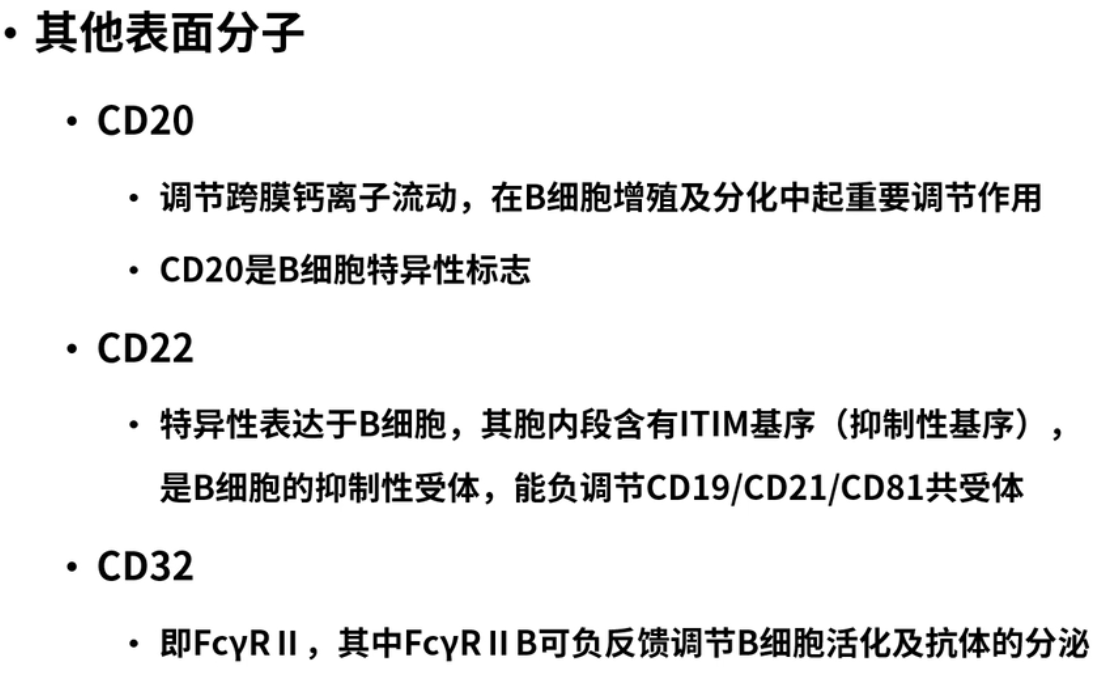 • 其他表面分子
• CD20
• 调节跨膜钙离子流动，在B细胞增殖及分化中起重要调节作用
• CD20是B细胞特异性标志
• CD22
• 特异性表达于B细胞，其胞内段含有ITIM基序（抑制性基序），
是B细胞的抑制性受体，能负调节CD19/CD21/CD81共受体
• CD32
• 即FcγRⅡ，其中FcγRⅡB可负反馈调节B细胞活化及抗体的分泌